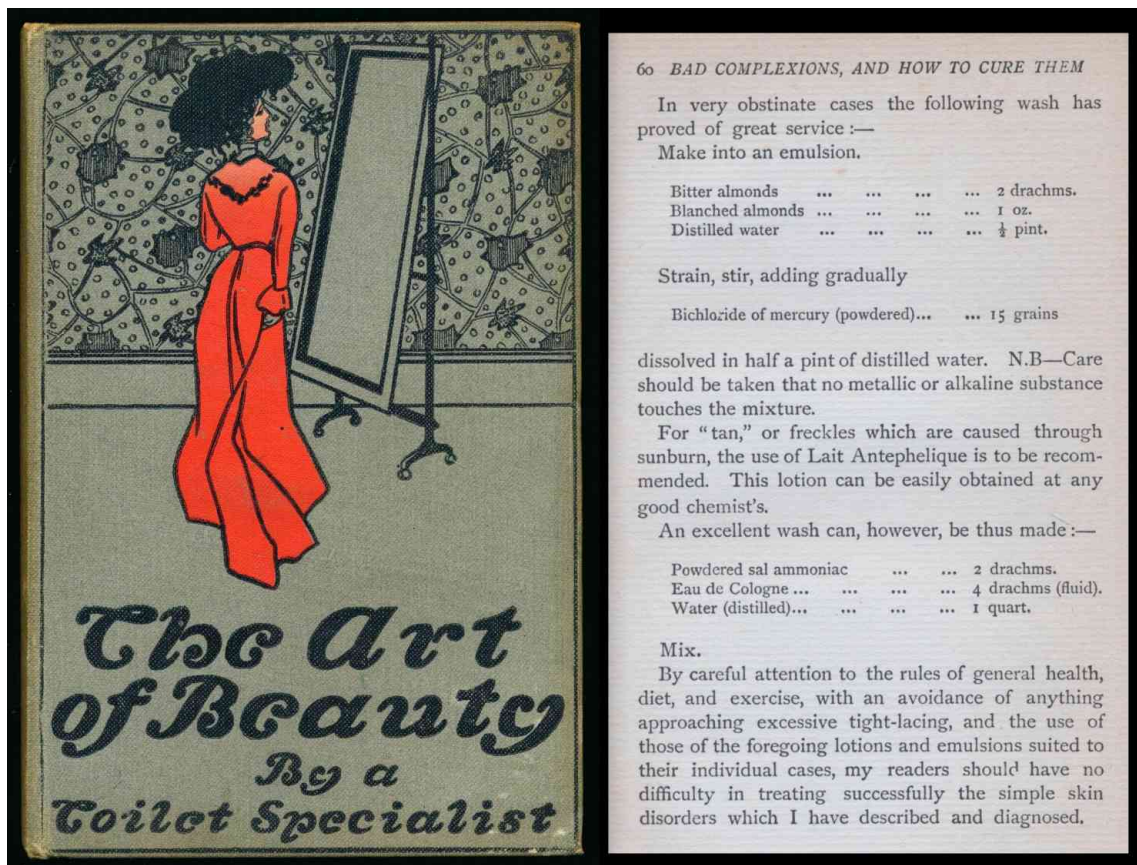 The Art
of Beauty
By a
Toilet Specialist
60 BAD COMPLEXIONS, AND HOW TO CURE THEM
In very obstinate cases the following wash has
proved of great service :—
Make into an emulsion.
Bitter almonds ... ... ... ... 2 drachms.
Blanched almonds ... ... ... ... 1 oz.
Distilled water ... ... ... ... ½ pint.
Strain, stir, adding gradually
Bichloride of mercury (powdered)... ... 15 grains
dissolved in half a pint of distilled water. N.B—Care
should be taken that no metallic or alkaline substance
touches the mixture.
For “tan,” or freckles which are caused through
sunburn, the use of Lait Antephelique is to be recom-
mended. This lotion can be easily obtained at any
good chemist's.
An excellent wash can, however, be thus made :—
Powdered sal ammoniac ... ... 2 drachms.
Eau de Cologne ... ... ... ... 4 drachms (fluid).
Water (distilled)... ... ... ... 1 quart.
Mix.
By careful attention to the rules of general health,
diet, and exercise, with an avoidance of anything
approaching excessive tight-lacing, and the use of
those of the foregoing lotions and emulsions suited to
their individual cases, my readers should have no
difficulty in treating successfully the simple skin
disorders which I have described and diagnosed.